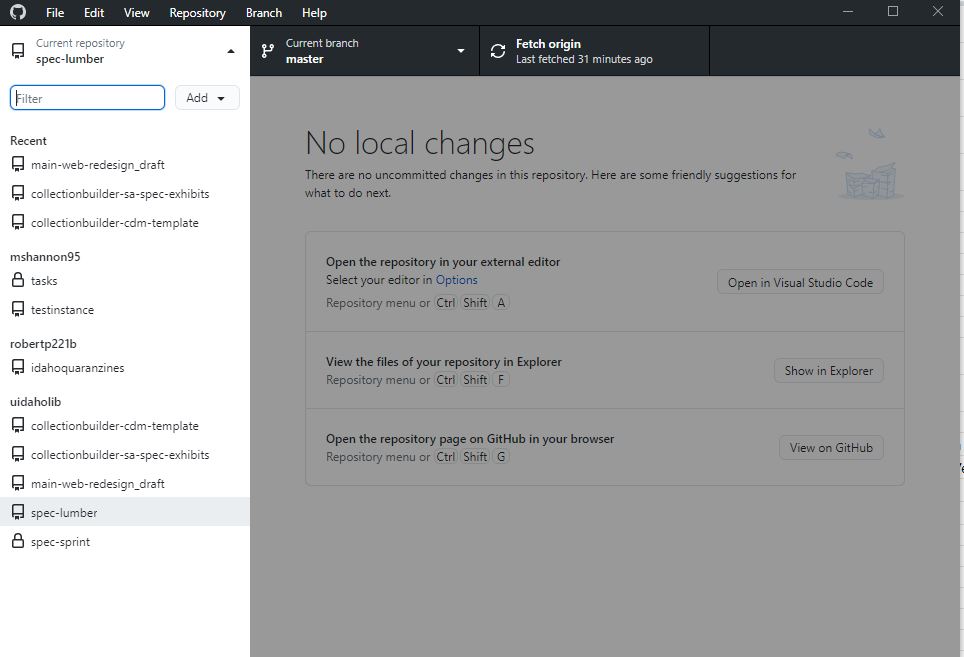 File Edit View Repository Branch Help
Current repository
spec-lumber
Current branch
master
Fetch origin
Last fetched 31 minutes ago
Filter
Add
Recent
main-web-redesign_draft
collectionbuilder-sa-spec-exhibits
collectionbuilder-cdm-template
mshannon95
tasks
testinstance
robertp221b
idahoquaranzines
uidaholib
collectionbuilder-cdm-template
collectionbuilder-sa-spec-exhibits
main-web-redesign_draft
spec-lumber
spec-sprint
No local changes
There are no uncommitted changes in this repository. Here are some friendly suggestions for
what to do next.
Open the repository in your external editor
Select your editor in Options
Repository menu or Ctrl Shift A
Open in Visual Studio Code
View the files of your repository in Explorer
Repository menu or Ctrl Shift F
Show in Explorer
Open the repository page on GitHub in your browser
Repository menu or Ctrl Shift G
View on GitHub